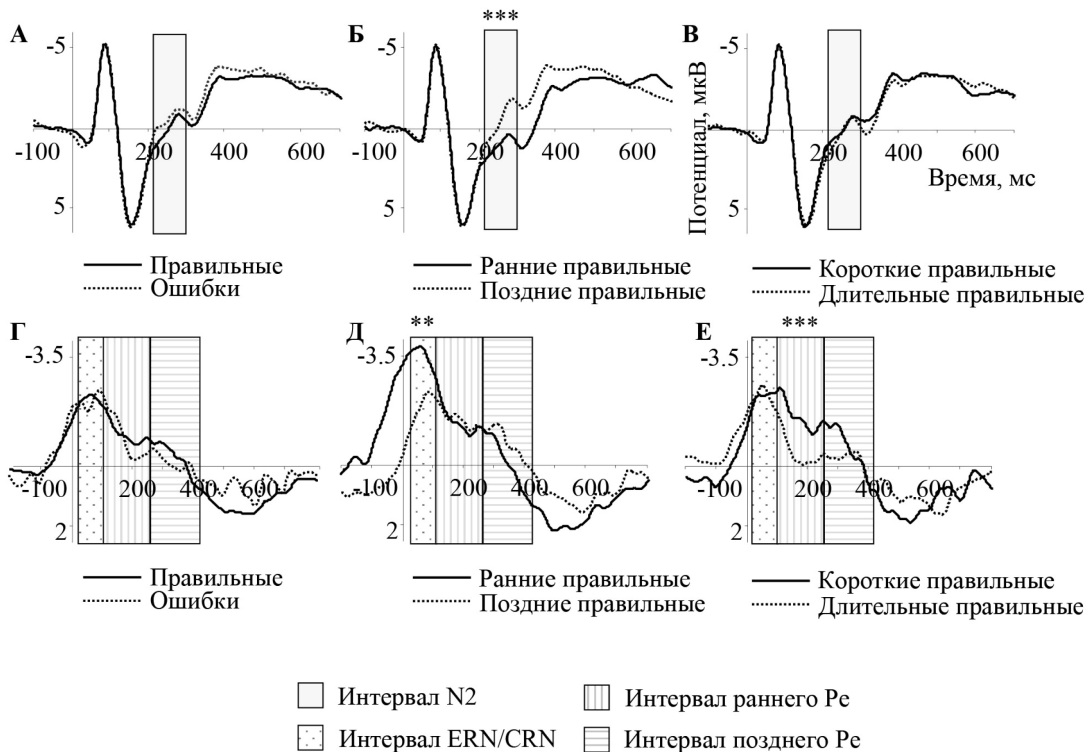 А
-5
5
-100
200
400
600
Правильные
Ошибки
Б
***
-5
5
-100
200
400
600
Ранние правильные
Поздние правильные
В
-5
5
-100
200
400
600
Потенциал, мкВ
Время, мс
Короткие правильные
Длительные правильные
Г
-3.5
2
-100
200
400
600
Правильные
Ошибки
Д
**
-3.5
2
-100
200
400
600
Ранние правильные
Поздние правильные
Е
***
-3.5
2
-100
200
400
600
Короткие правильные
Длительные правильные
Интервал N2
Интервал раннего Pe
Интервал ERN/CRN
Интервал позднего Pe